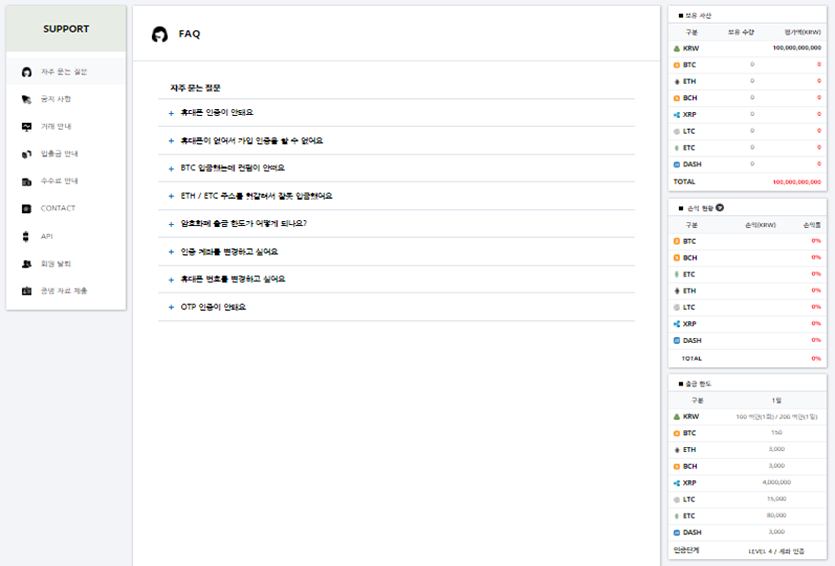 SUPPORT
자주 묻는 질문
공지 사항
거래 안내
입출금 안내
수수료 안내
CONTACT
API
회원 탈퇴
증명 자료 제출
FAQ
자주 묻는 질문
+ 휴대폰 인증이 안돼요
+ 휴대폰이 없어서 가입 인증을 할 수 없어요
+ BTC 입금했는데 컨펌이 안떠요
+ ETH / ETC 주소를 헷갈려서 잘못 입금했어요
+ 암호화폐 출금 한도가 어떻게 되나요?
+ 인증 계좌를 변경하고 싶어요
+ 휴대폰 번호를 변경하고 싶어요
+ OTP 인증이 안돼요
■ 보유 자산
구분 보유 수량 평가액(KRW)
KRW 100,000,000,000
BTC 0 0
ETH 0 0
BCH 0 0
XRP 0 0
LTC 0 0
ETC 0 0
DASH 0 0
TOTAL 100,000,000,000
■ 손익 현황
구분 손익(KRW) 손익률
BTC 0%
BCH 0%
ETC 0%
ETH 0%
LTC 0%
XRP 0%
DASH 0%
TOTAL 0%
■ 출금 한도
구분 1일
KRW 100 억만(1회) / 200 억만(1일)
BTC 150
ETH 3,000
BCH 3,000
XRP 4,000,000
LTC 15,000
ETC 80,000
DASH 3,000
인증단계 LEVEL 4 / 계좌 인증